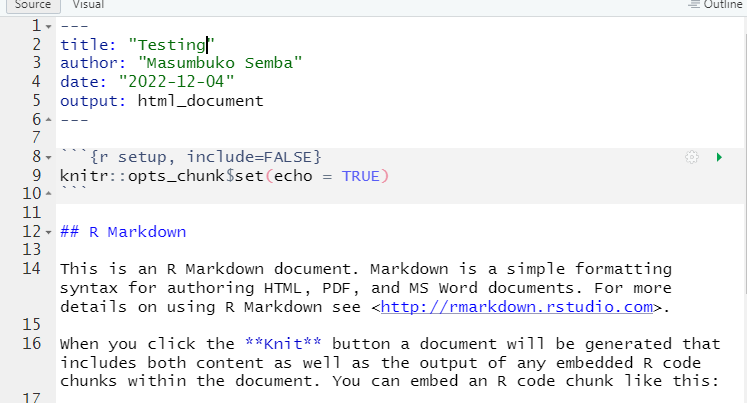 Source Visual Outline
1 ---
2 title: "Testing"
3 author: "Masumbuko Semba"
4 date: "2022-12-04"
5 output: html_document
6 ---
7
8 ```{r setup, include=FALSE}
9 knitr::opts_chunk$set(echo = TRUE)
10 ```
11
12 ## R Markdown
13
14 This is an R Markdown document. Markdown is a simple formatting
syntax for authoring HTML, PDF, and MS Word documents. For more
details on using R Markdown see <http://rmarkdown.rstudio.com>.
15
16 When you click the **Knit** button a document will be generated that
includes both content as well as the output of any embedded R code
chunks within the document. You can embed an R code chunk like this:
17